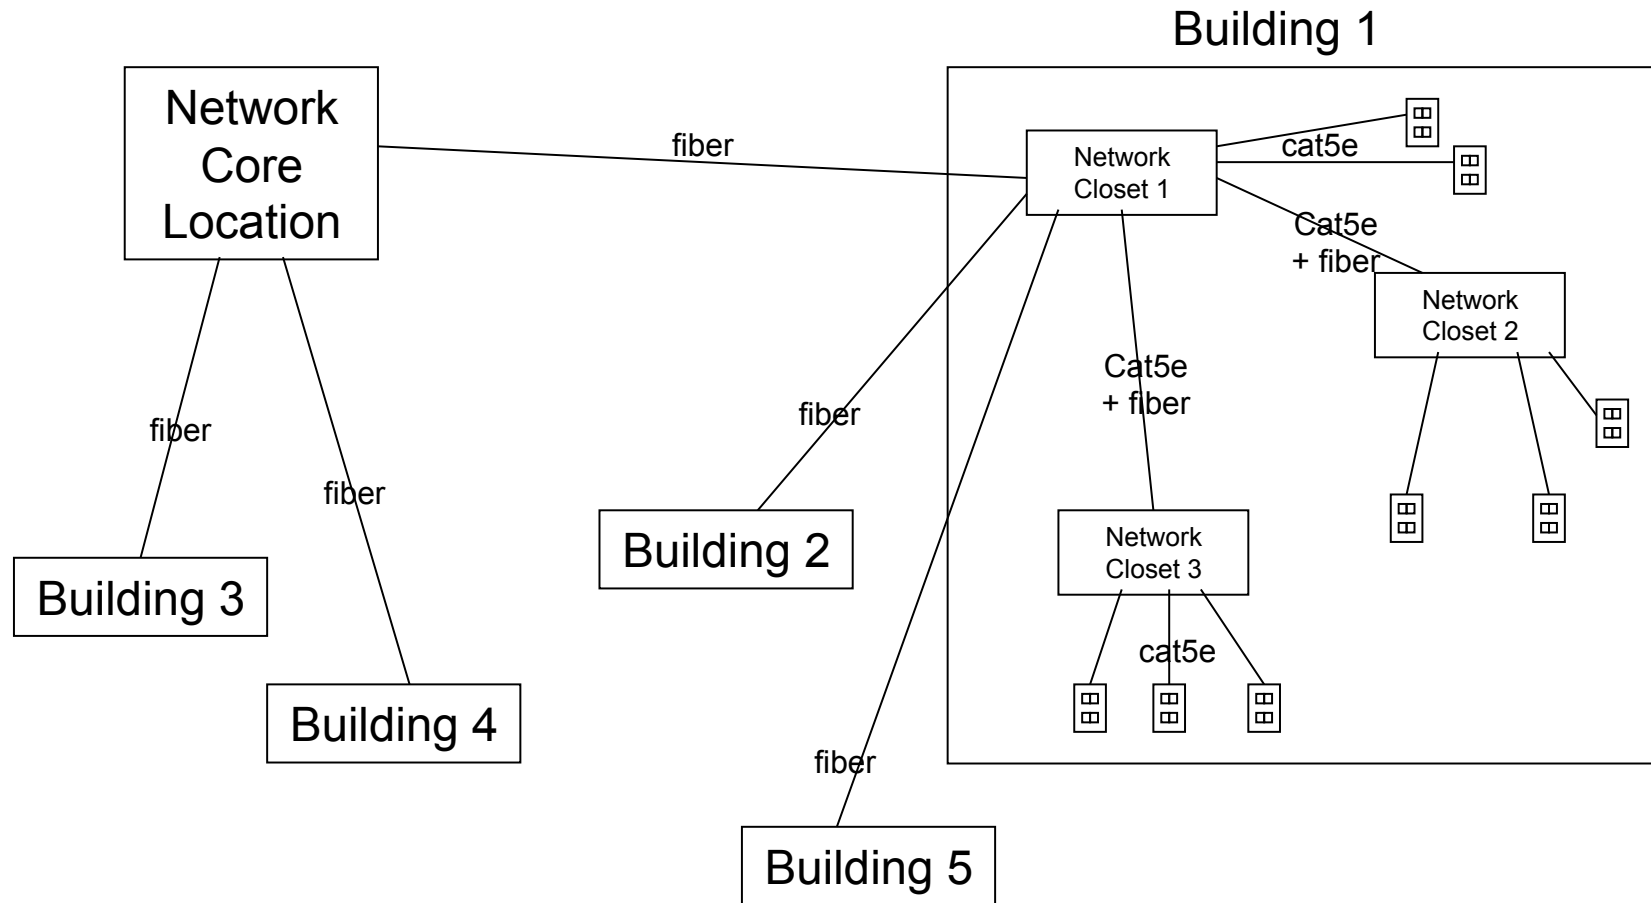 Building 1
Network
Core
Location
fiber
Network
Closet 1
cat5e
Cat5e
+ fiber
Network
Closet 2
Cat5e
+ fiber
fiber
fiber
fiber
Network
Closet 3
Building 2
Building 3
cat5e
Building 4
fiber
Building 5